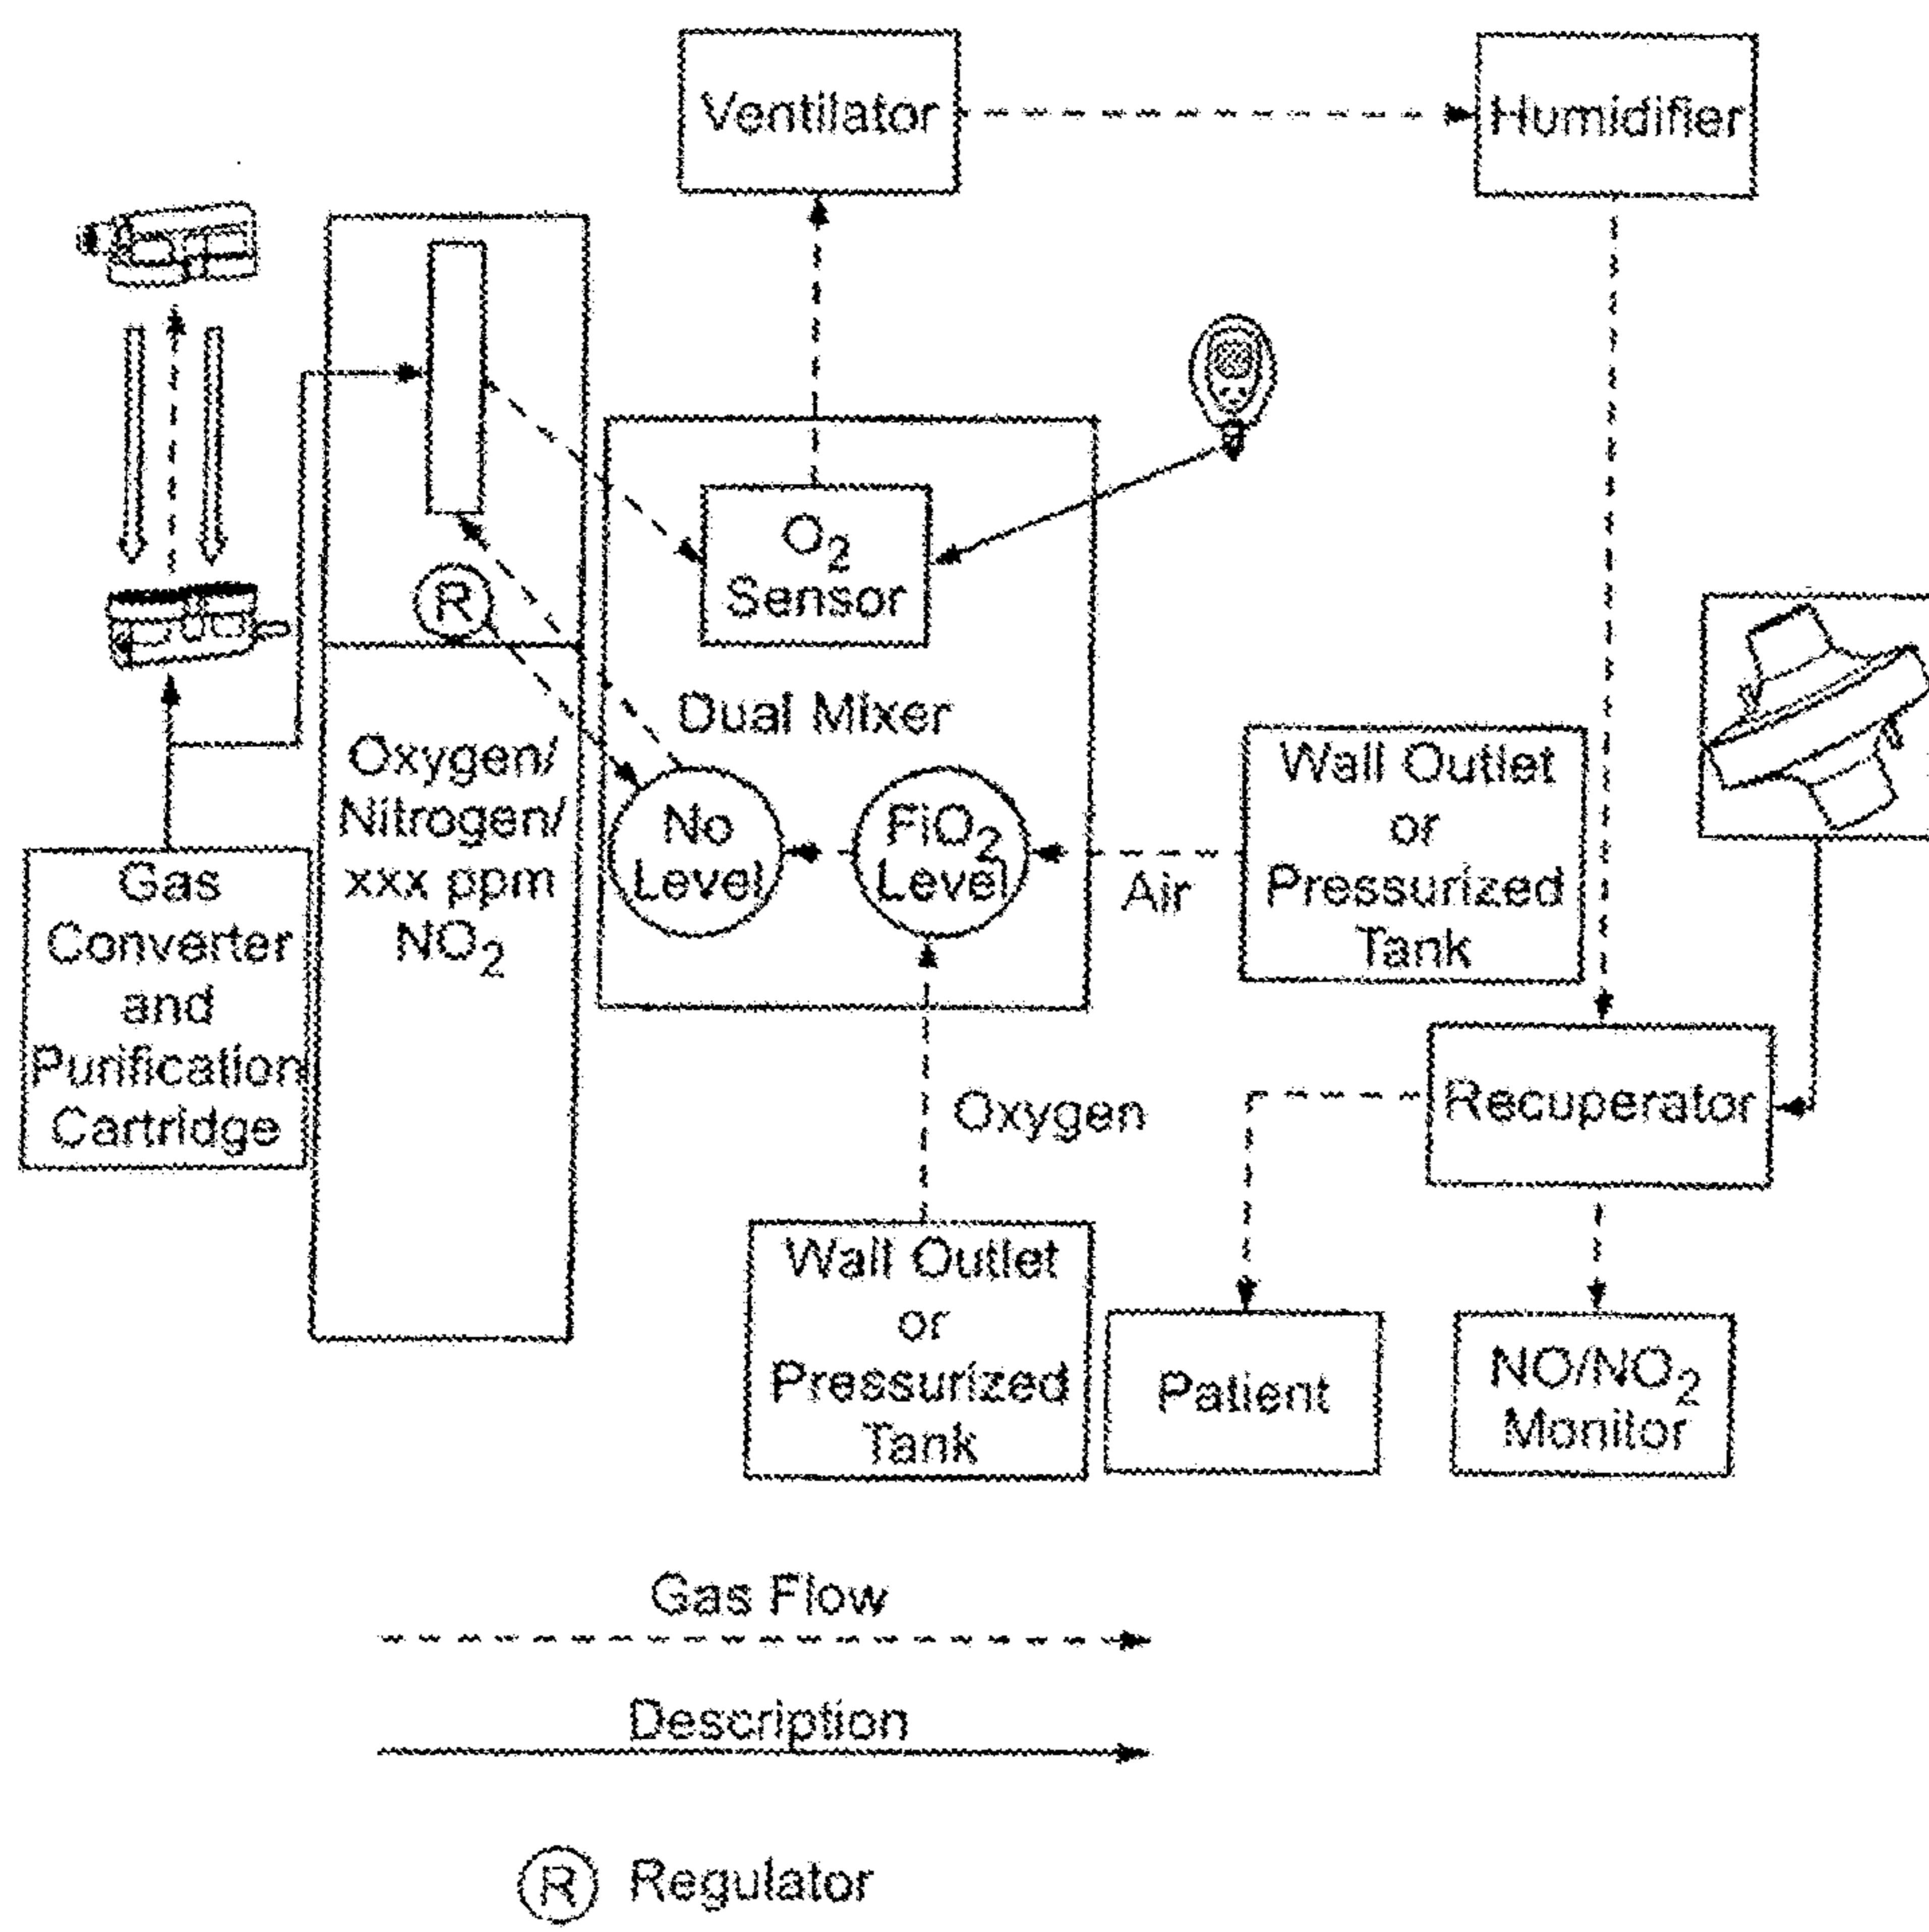 Ventilator
Humidifier
O2
Sensor
R
Dual Mixer
Oxygen/
Nitrogen/
xxx ppm
NO2
No
Level
FiO2
Level
Air
Wall Outlet
or
Pressurized
Tank
Gas
Converter
and
Purification
Cartridge
Oxygen
Recuperator
Wall Outlet
or
Pressurized
Tank
Patient
NO/NO2
Monitor
Gas Flow
Description
R Regulator